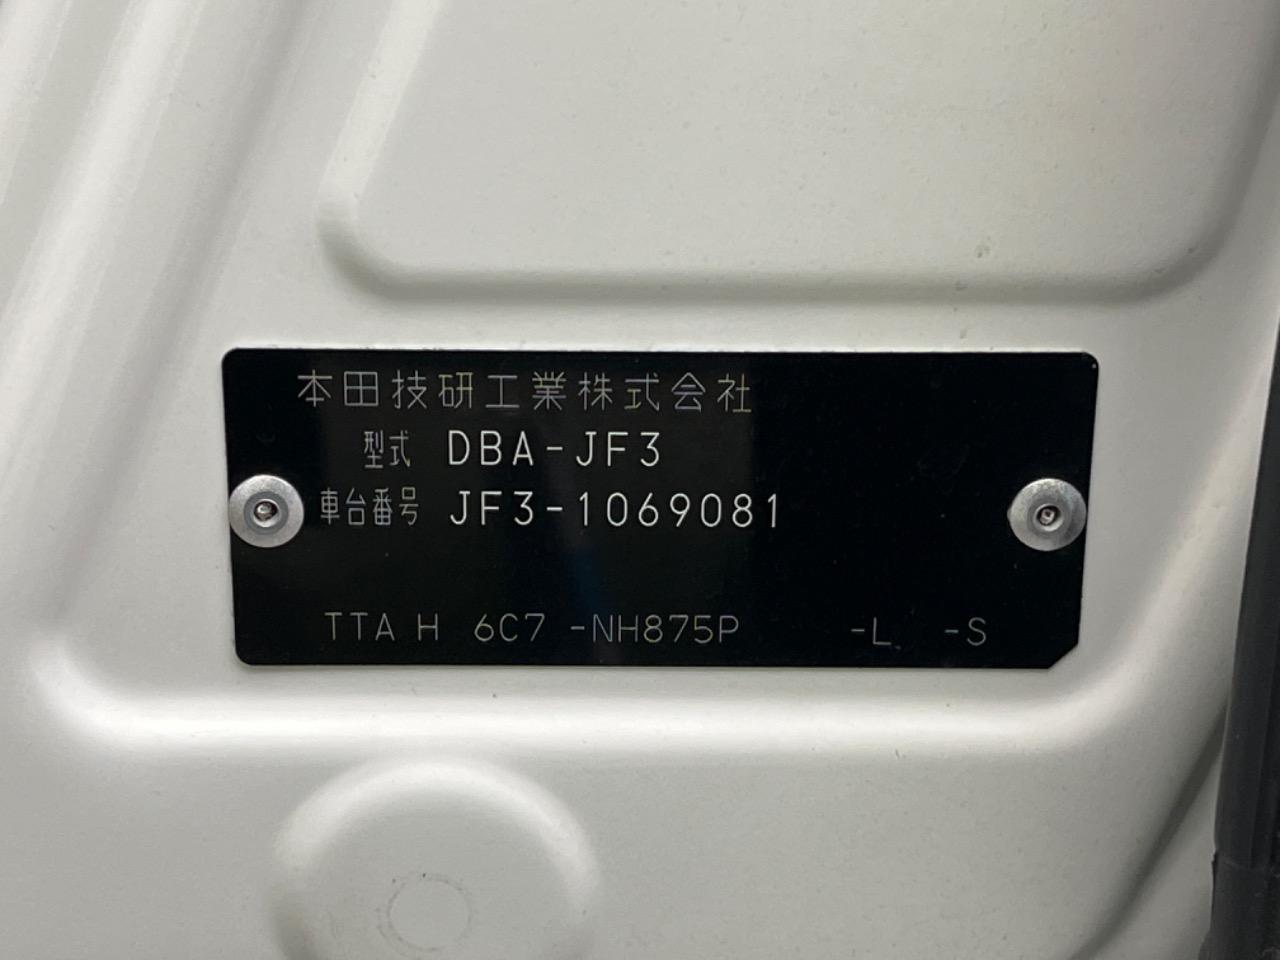 本田技研工業株式会社
型式 DBA-JF3
車台番号 JF3-1069081
TTA H 6C7 -NH875P -L -S